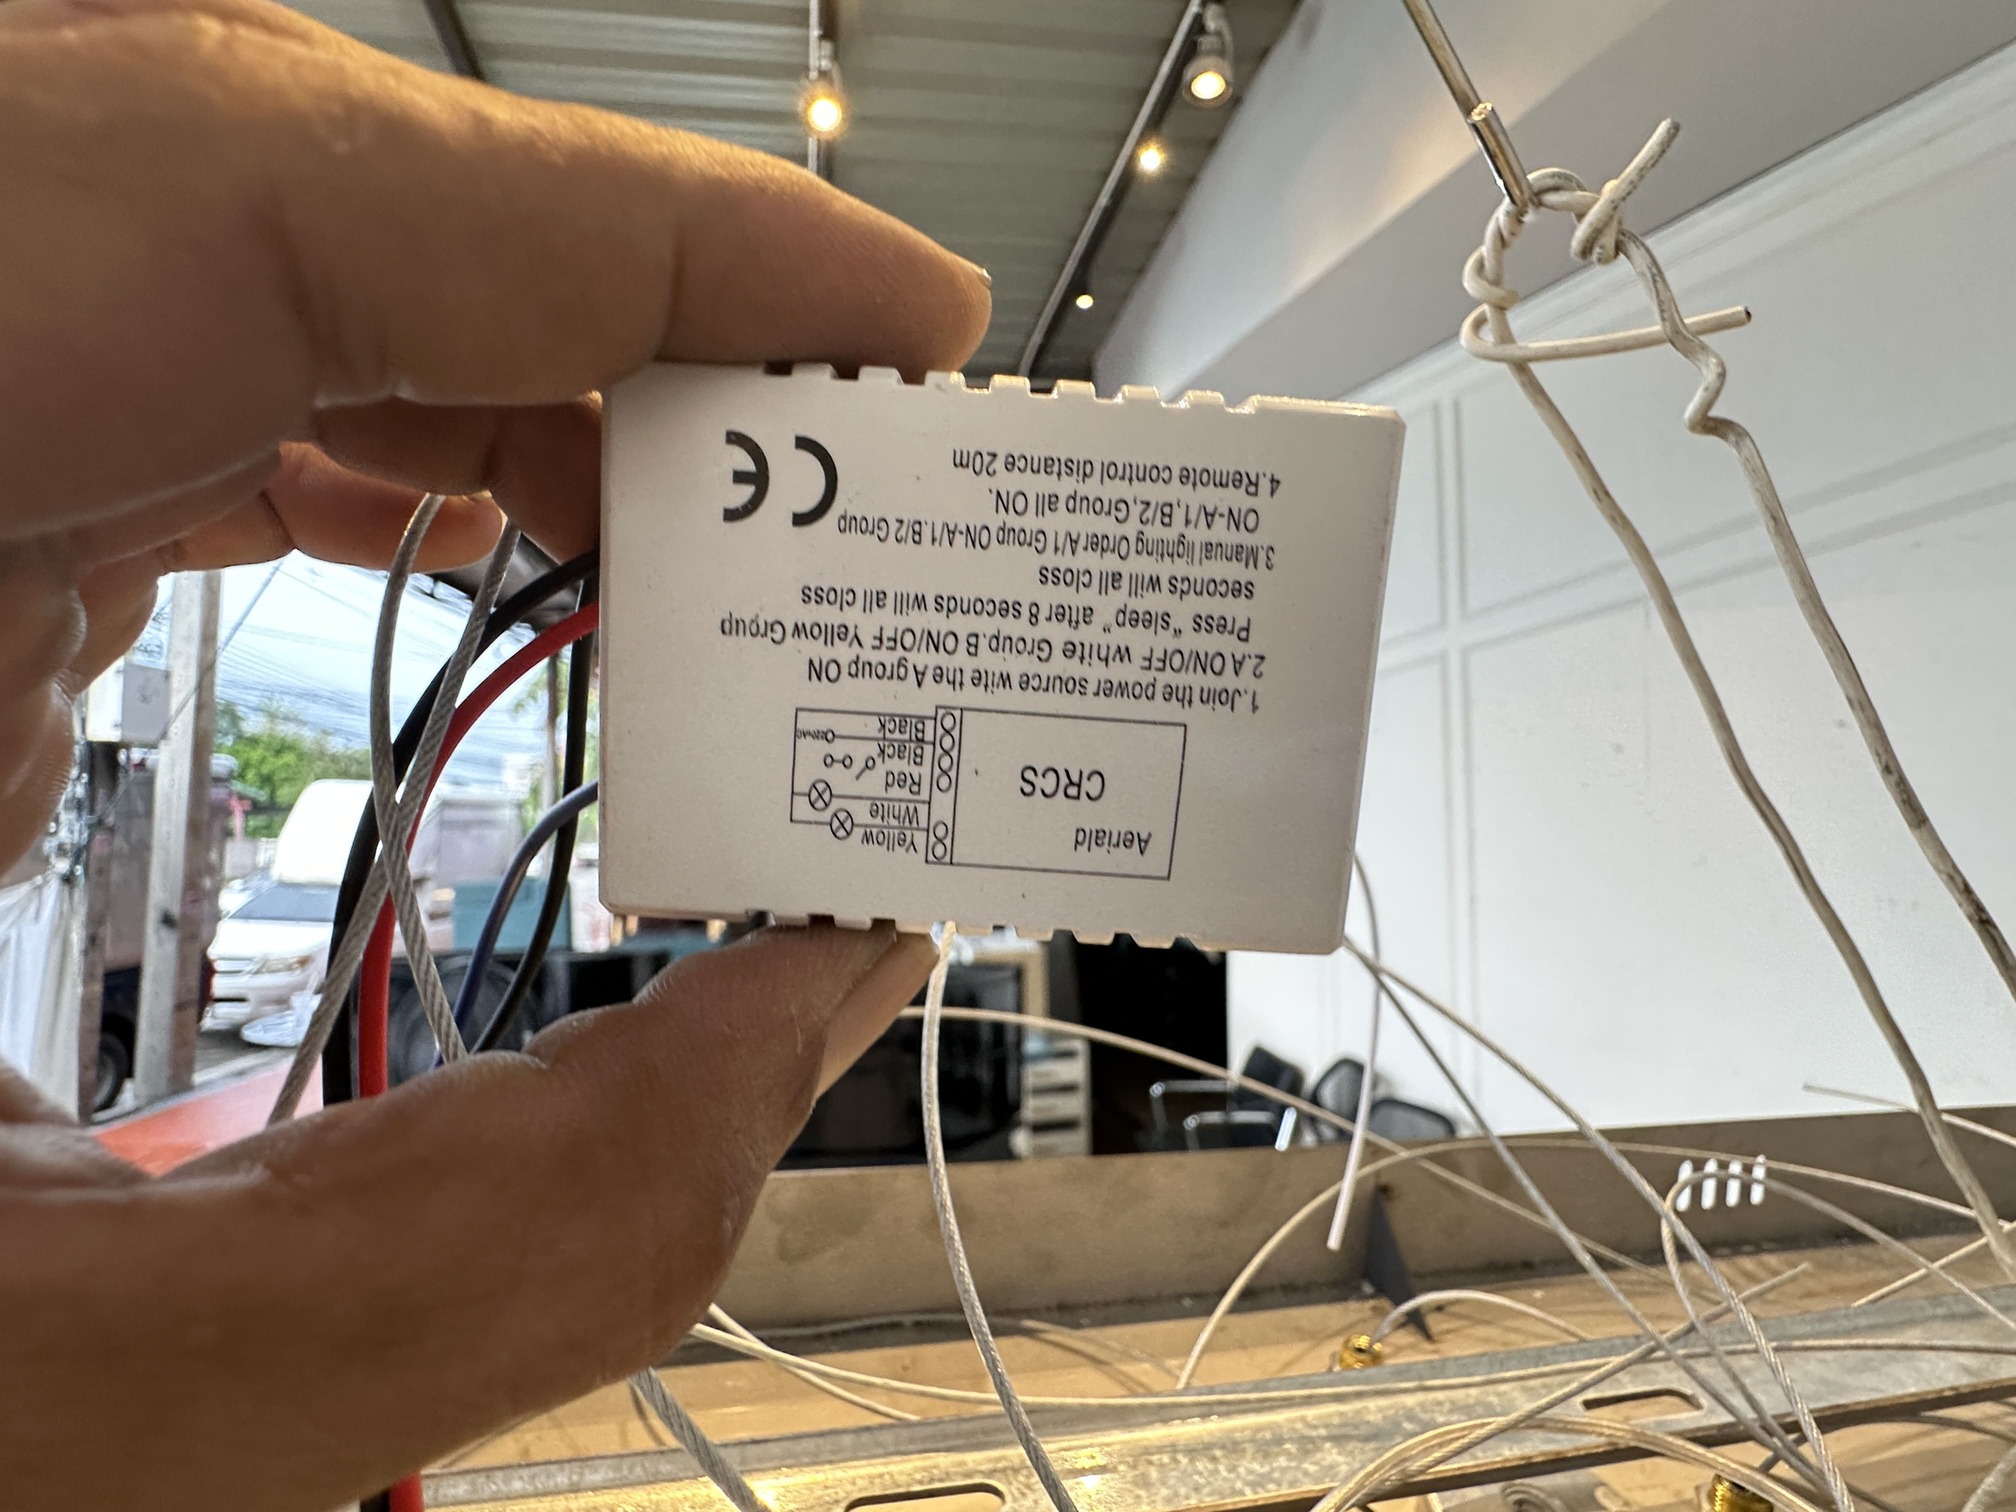 Aeriald
CRCS
Yellow
White
Red
Black
Black
1.Join the power source wite the A group ON
2.A ON/OFF white Group.B ON/OFF Yellow Group
Press "sleep" after 8 seconds will all closs
seconds will all closs
3.Manual lighting Order A/1 Group ON-A/1.B/2 Group
ON-A/1,B/2,Group all ON.
4.Remote control distance 20m
CE